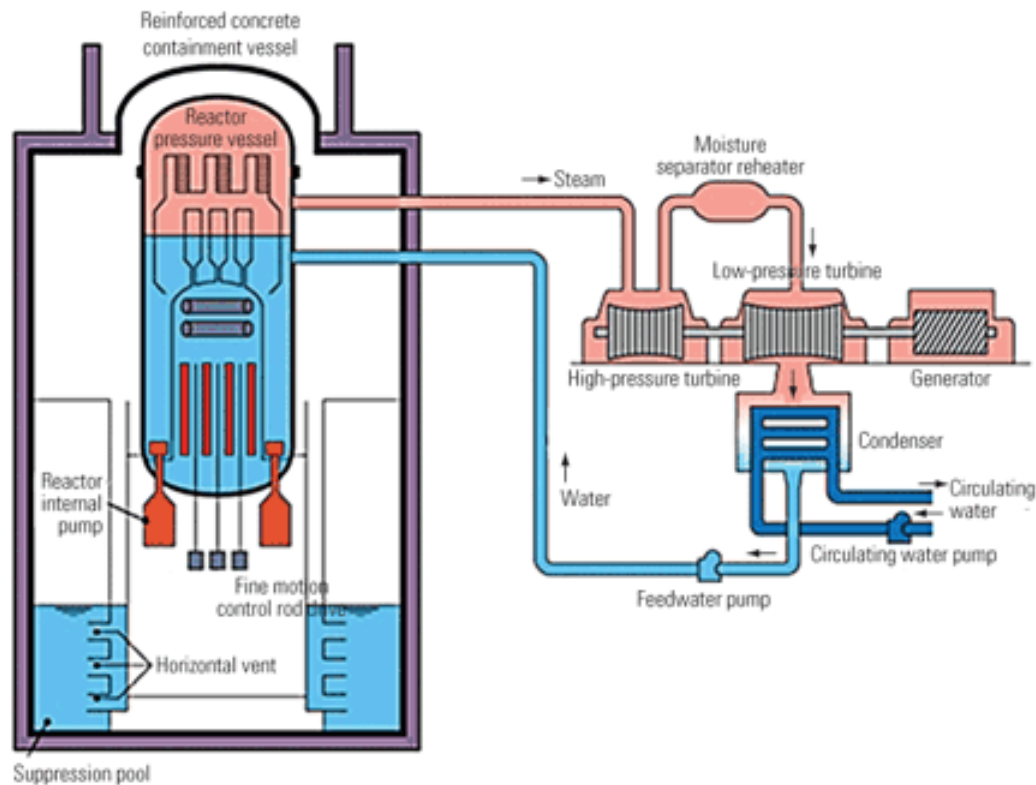 Reinforced concrete
containment vessel
Reactor
pressure vessel
Moisture
separator reheater
Steam
Low-pressure turbine
High-pressure turbine
Generator
Condenser
Reactor
internal
pump
Water
Circulating
water
Circulating water pump
Fine motion
control rod drive
Feedwater pump
Horizontal vent
Suppression pool